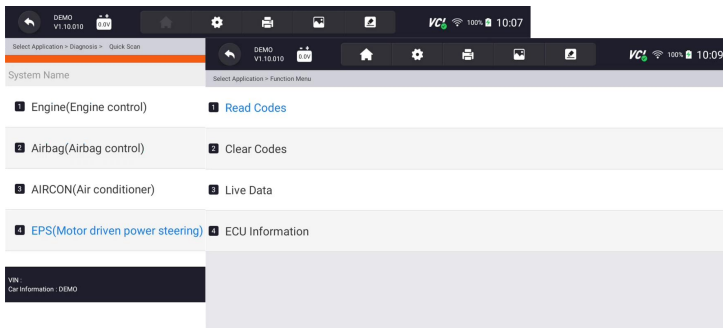 DEMO
V1.10.010
0.0V
VCI
100%
10:07
Select Application > Diagnosis > Quick Scan
System Name
1 Engine(Engine control)
2 Airbag(Airbag control)
3 AIRCON(Air conditioner)
4 EPS(Motor driven power steering)
VIN :
Car Information : DEMO
DEMO
V1.10.010
0.0V
VCI
100%
10:09
Select Application > Function Menu
1 Read Codes
2 Clear Codes
3 Live Data
4 ECU Information